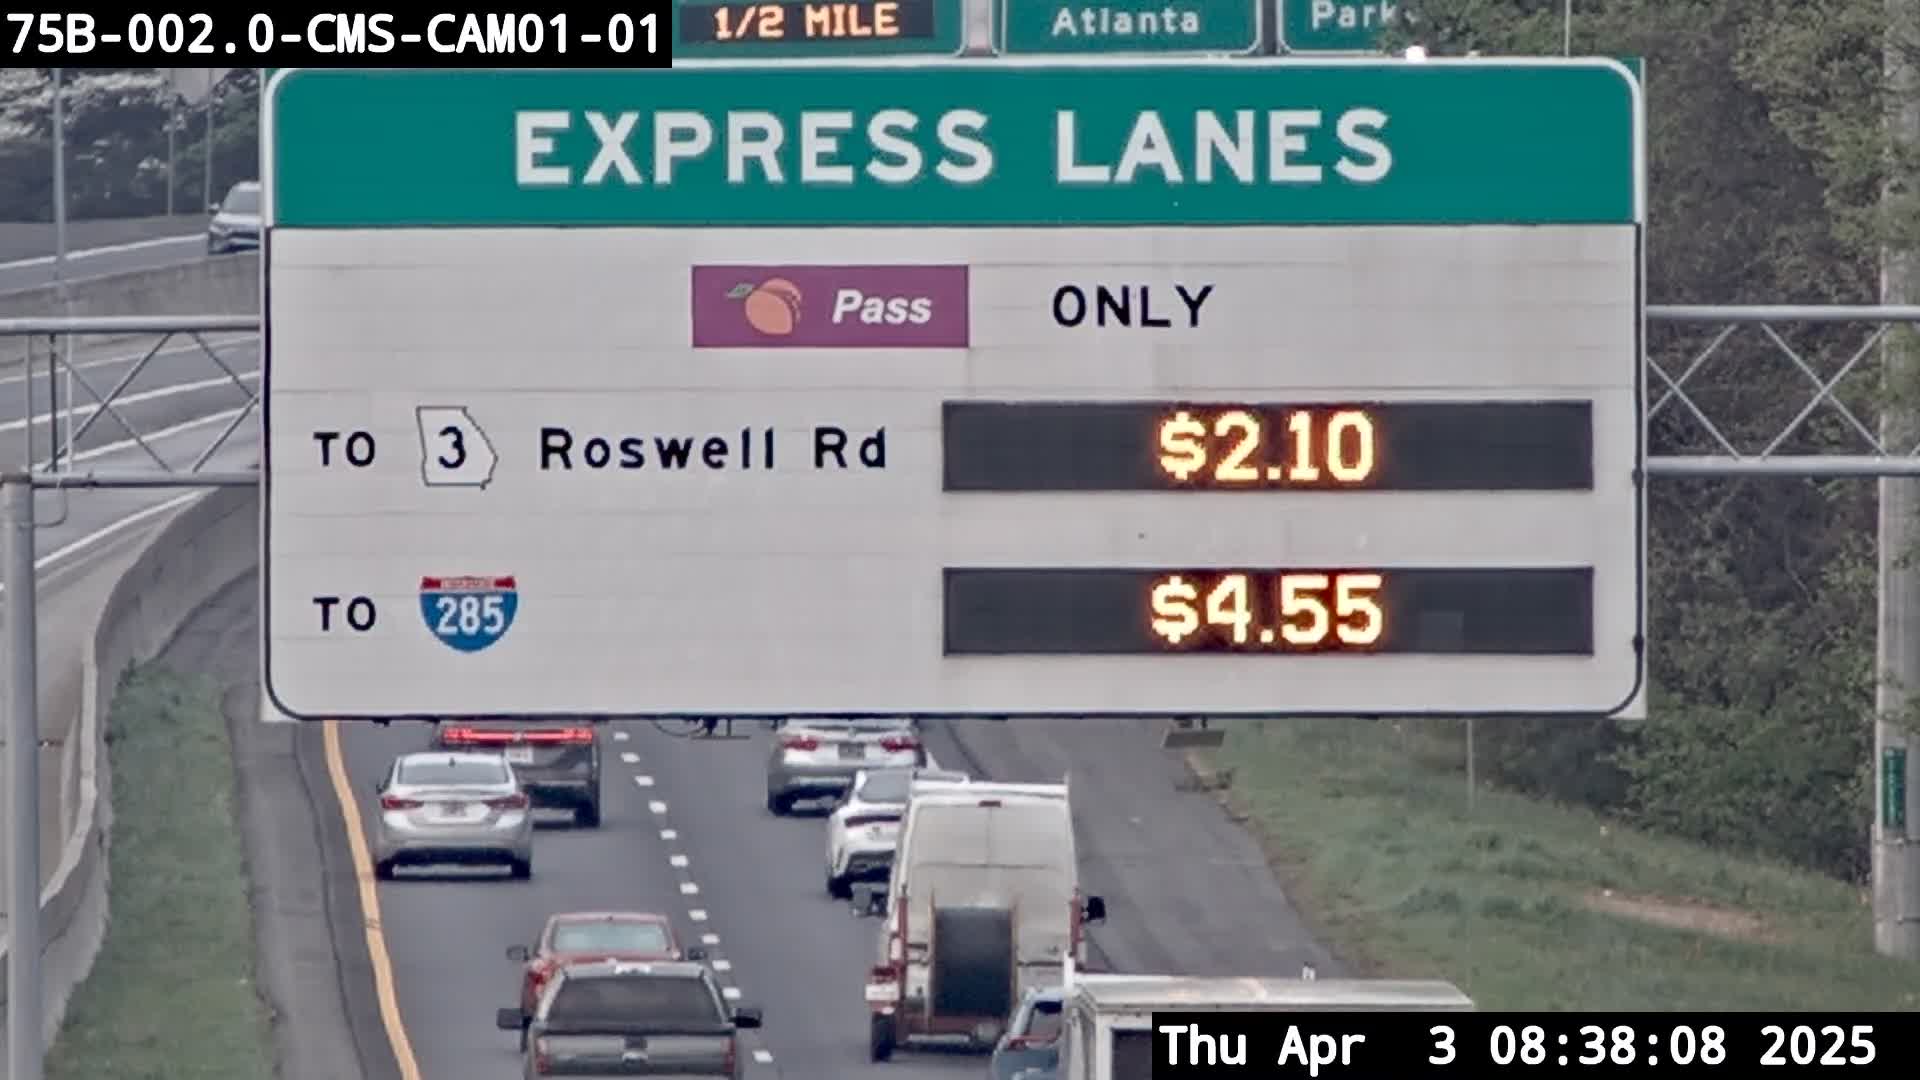 75B-002.0-CMS-CAM01-01
1/2 MILE
Atlanta
Park
EXPRESS LANES
Pass ONLY
TO 3 Roswell Rd $2.10
TO 285 $4.55
Thu Apr 3 08:38:08 2025